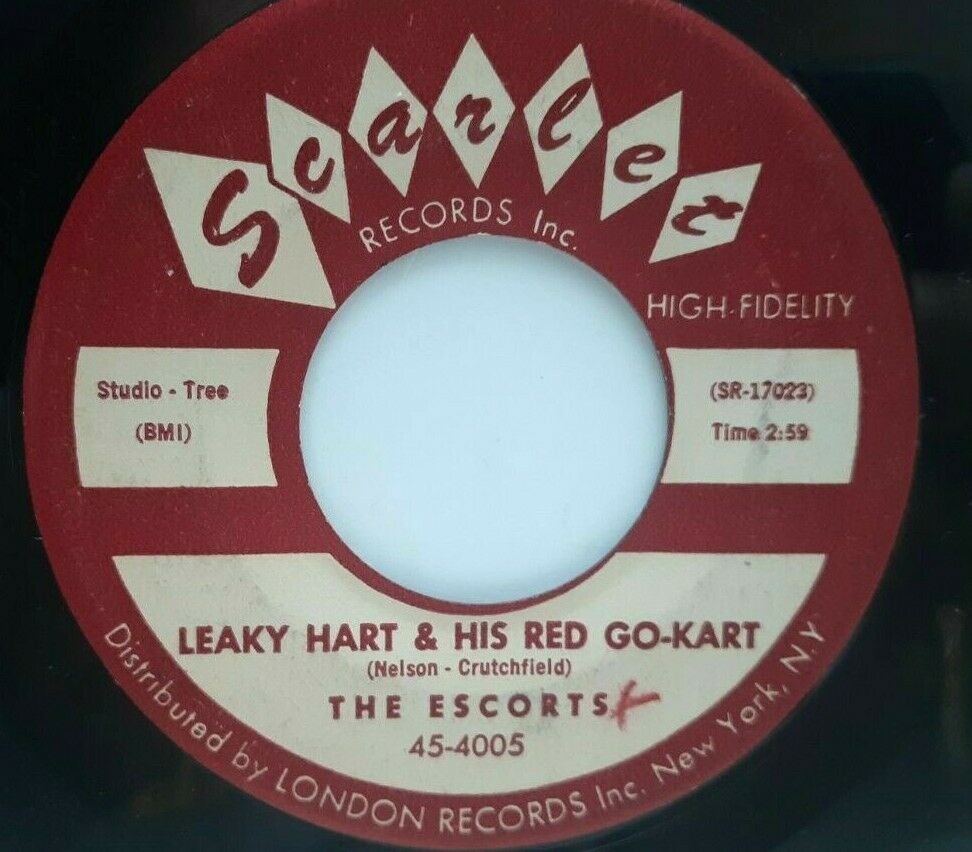 Scarlet
RECORDS Inc.
HIGH-FIDELITY
Studio - Tree
(BMI)
(SR-17023)
Time 2:59
LEAKY HART & HIS RED GO-KART
(Nelson - Crutchfield)
THE ESCORTS
45-4005
Distributed by LONDON RECORDS Inc. New York, N.Y